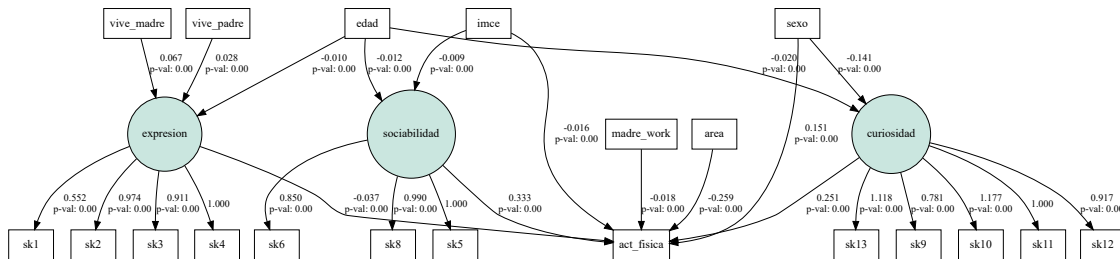 vive_madre
vive_padre
edad
imce
sexo
0.067
p-val: 0.00
0.028
p-val: 0.00
-0.010
p-val: 0.00
-0.012
p-val: 0.00
-0.009
p-val: 0.00
-0.020
p-val: 0.00
-0.141
p-val: 0.00
expresion
sociabilidad
madre_work
area
curiosidad
-0.016
p-val: 0.00
0.151
p-val: 0.00
0.552
p-val: 0.00
0.974
p-val: 0.00
0.911
p-val: 0.00
1.000
0.850
p-val: 0.00
-0.037
p-val: 0.00
0.990
p-val: 0.00
1.000
0.333
p-val: 0.00
-0.018
p-val: 0.00
-0.259
p-val: 0.00
0.251
p-val: 0.00
1.118
p-val: 0.00
0.781
p-val: 0.00
1.177
p-val: 0.00
1.000
0.917
p-val: 0.00
sk1
sk2
sk3
sk4
sk6
sk8
sk5
act_fisica
sk13
sk9
sk10
sk11
sk12